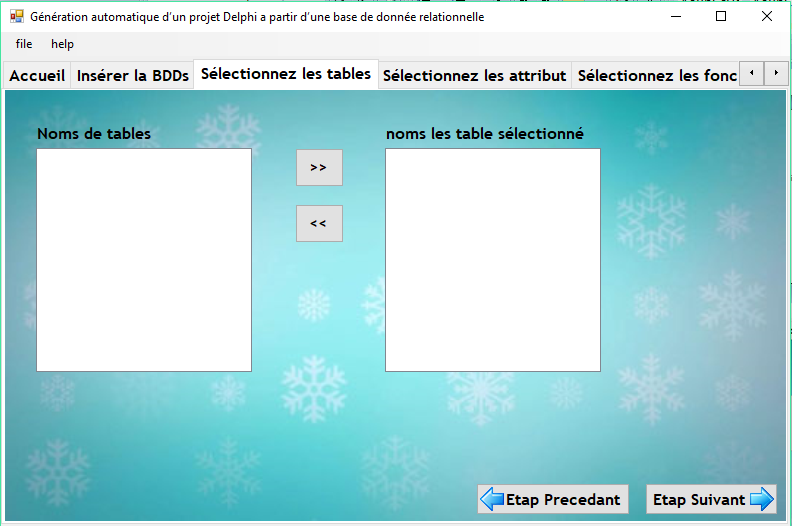 Génération automatique d'un projet Delphi a partir d'une base de donnée relationnelle
file help
Accueil Insérer la BDDs Sélectionnez les tables Sélectionnez les attribut Sélectionnez les fonc
Noms de tables noms les table sélectionné
>>
<<
Etap Precedant Etap Suivant